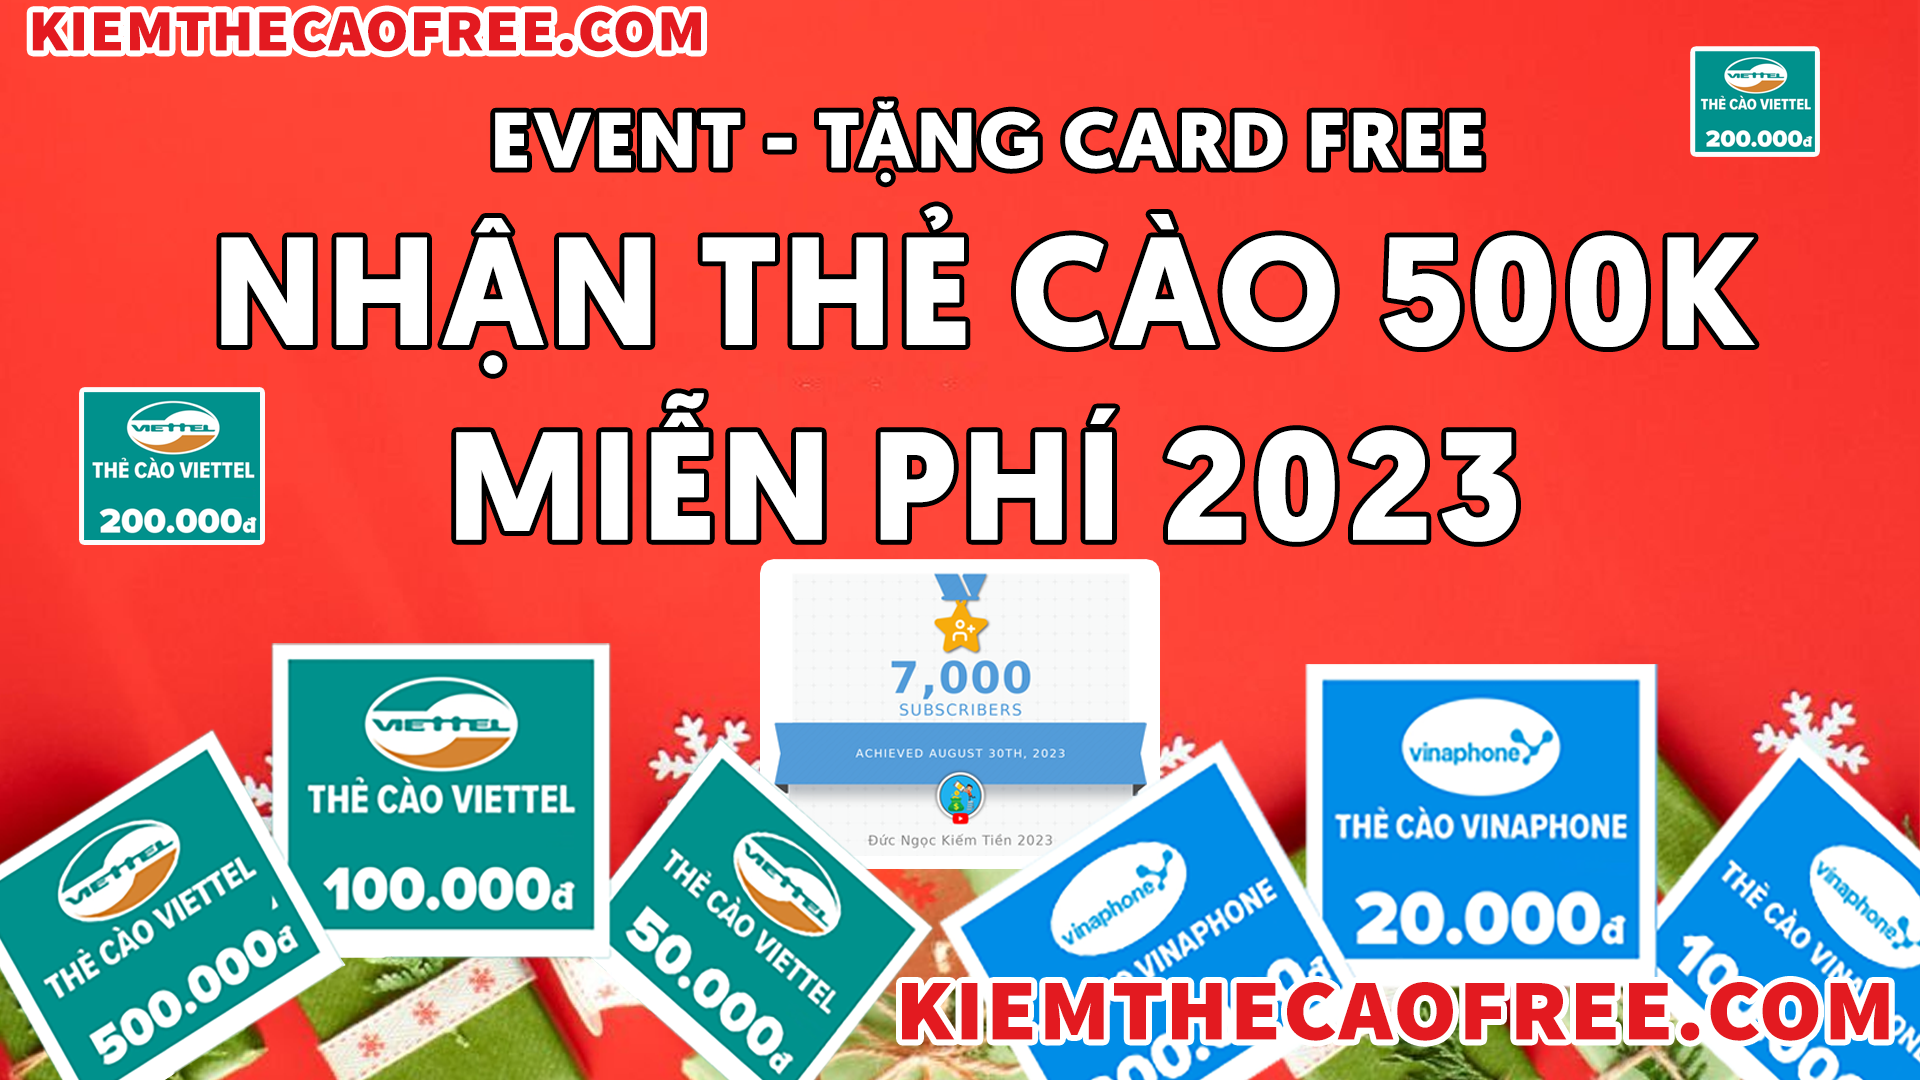 KIEMTHECAOFREE.COM
EVENT - TẶNG CARD FREE
NHẬN THẺ CÀO 500K
MIỄN PHÍ 2023
VIETTEL
THẺ CÀO VIETTEL
200.000đ
VIETTEL
THẺ CÀO VIETTEL
200.000đ
7,000
SUBSCRIBERS
ACHIEVED AUGUST 30TH, 2023
Đức Ngọc Kiếm Tiền 2023
VIETTEL
THẺ CÀO VIETTEL
500.000đ
VIETTEL
THẺ CÀO VIETTEL
100.000đ
VIETTEL
THẺ CÀO VIETTEL
50.000đ
vinaphone
VINAPHONE
vinaphone
THẺ CÀO VINAPHONE
20.000đ
vinaphone
THẺ CÀO
KIEMTHECAOFREE.COM